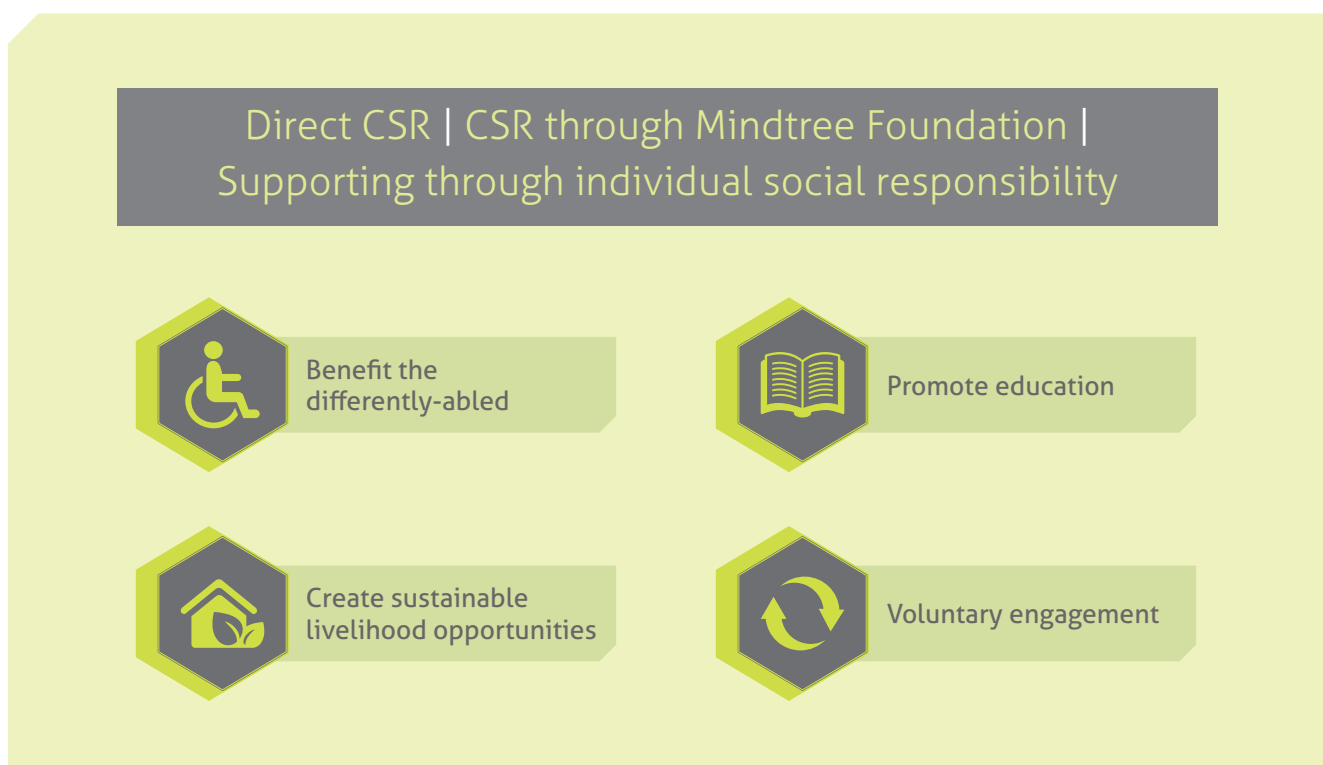 Direct CSR | CSR through Mindtree Foundation |
Supporting through individual social responsibility
Benefit the
differently-abled
Promote education
Create sustainable
livelihood opportunities
Voluntary engagement